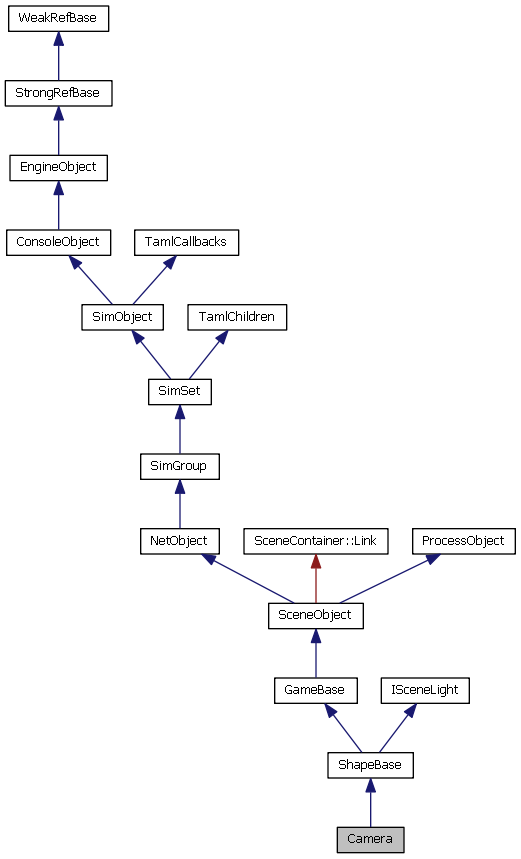 WeakRefBase
StrongRefBase
EngineObject
ConsoleObject
TamlCallbacks
SimObject
TamlChildren
SimSet
SimGroup
NetObject
SceneContainer::Link
ProcessObject
SceneObject
GameBase
ISceneLight
ShapeBase
Camera